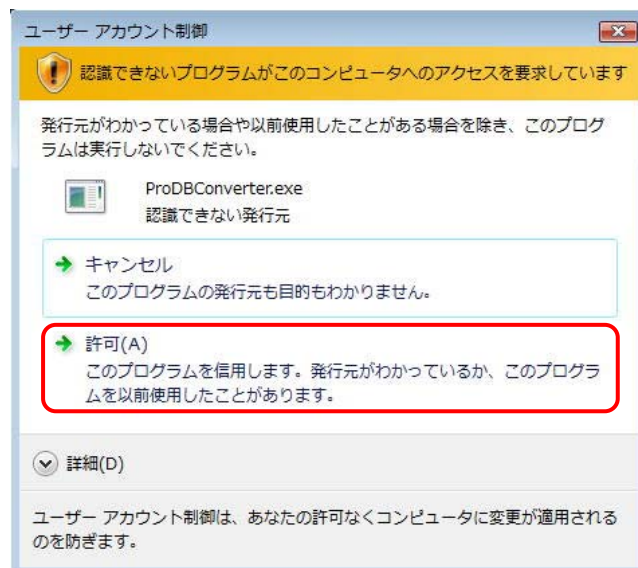 ユーザー アカウント制御
認識できないプログラムがこのコンピュータへのアクセスを要求しています
発行元がわかっている場合や以前使用したことがある場合を除き、このプログ
ラムは実行しないでください。
ProDBConverter.exe
認識できない発行元
キャンセル
このプログラムの発行元も目的もわかりません。
許可(A)
このプログラムを信用します。発行元がわかっているか、このプログラ
ムを以前使用したことがあります。
詳細(D)
ユーザー アカウント制御は、あなたの許可なくコンピュータに変更が適用される
のを防ぎます。